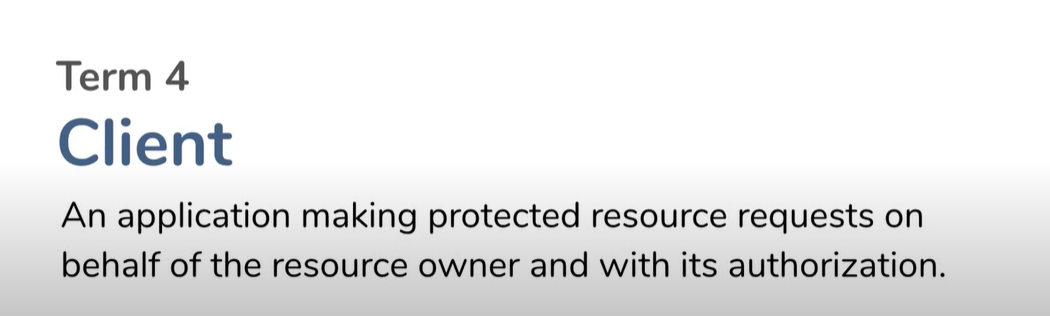 Term 4
Client
An application making protected resource requests on
behalf of the resource owner and with its authorization.